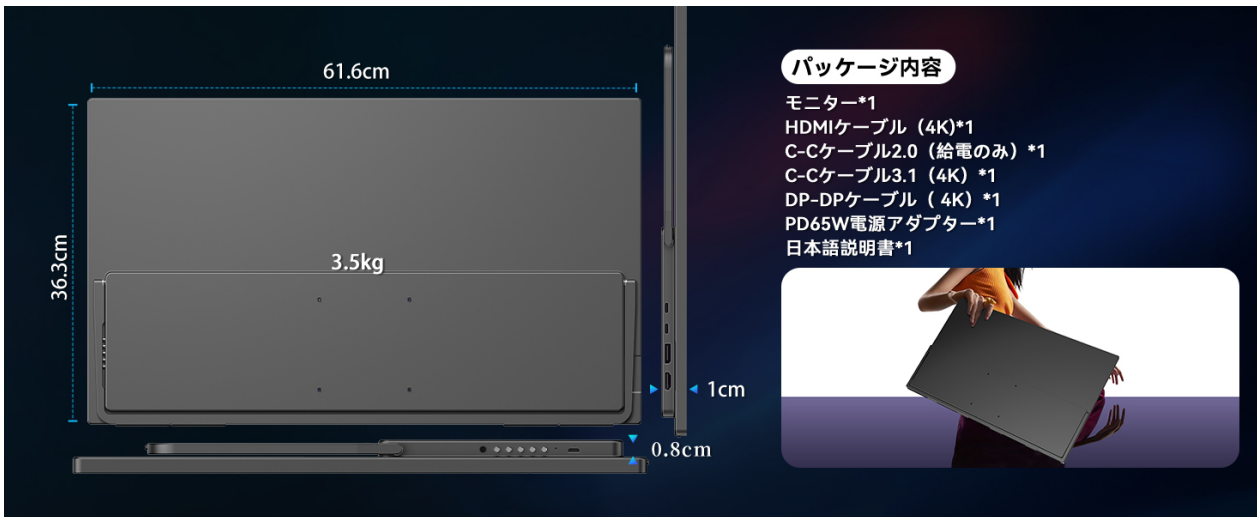 61.6cm
36.3cm
3.5kg
1cm
0.8cm
パッケージ内容
モニター*1
HDMIケーブル（4K)*1
C-Cケーブル2.0（給電のみ）*1
C-Cケーブル3.1（4K）*1
DP-DPケーブル（ 4K）*1
PD65W電源アダプター*1
日本語説明書*1